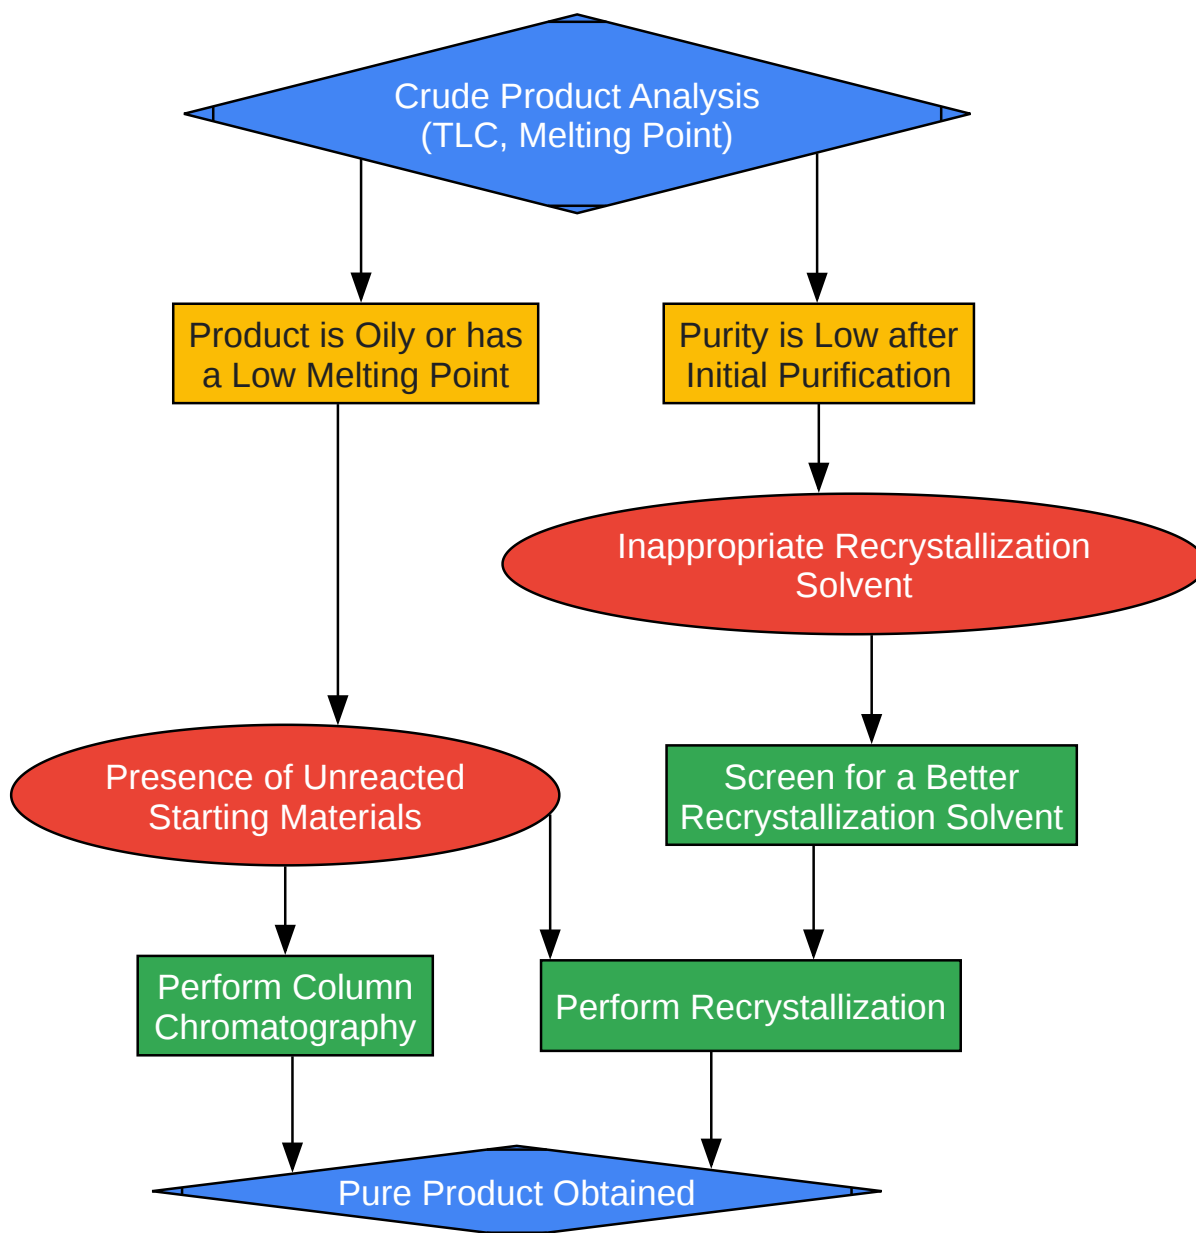 Crude Product Analysis
(TLC, Melting Point)
Product is Oily or has
a Low Melting Point
Purity is Low after
Initial Purification
Inappropriate Recrystallization
Solvent
Presence of Unreacted
Starting Materials
Screen for a Better
Recrystallization Solvent
Perform Column
Chromatography
Perform Recrystallization
Pure Product Obtained